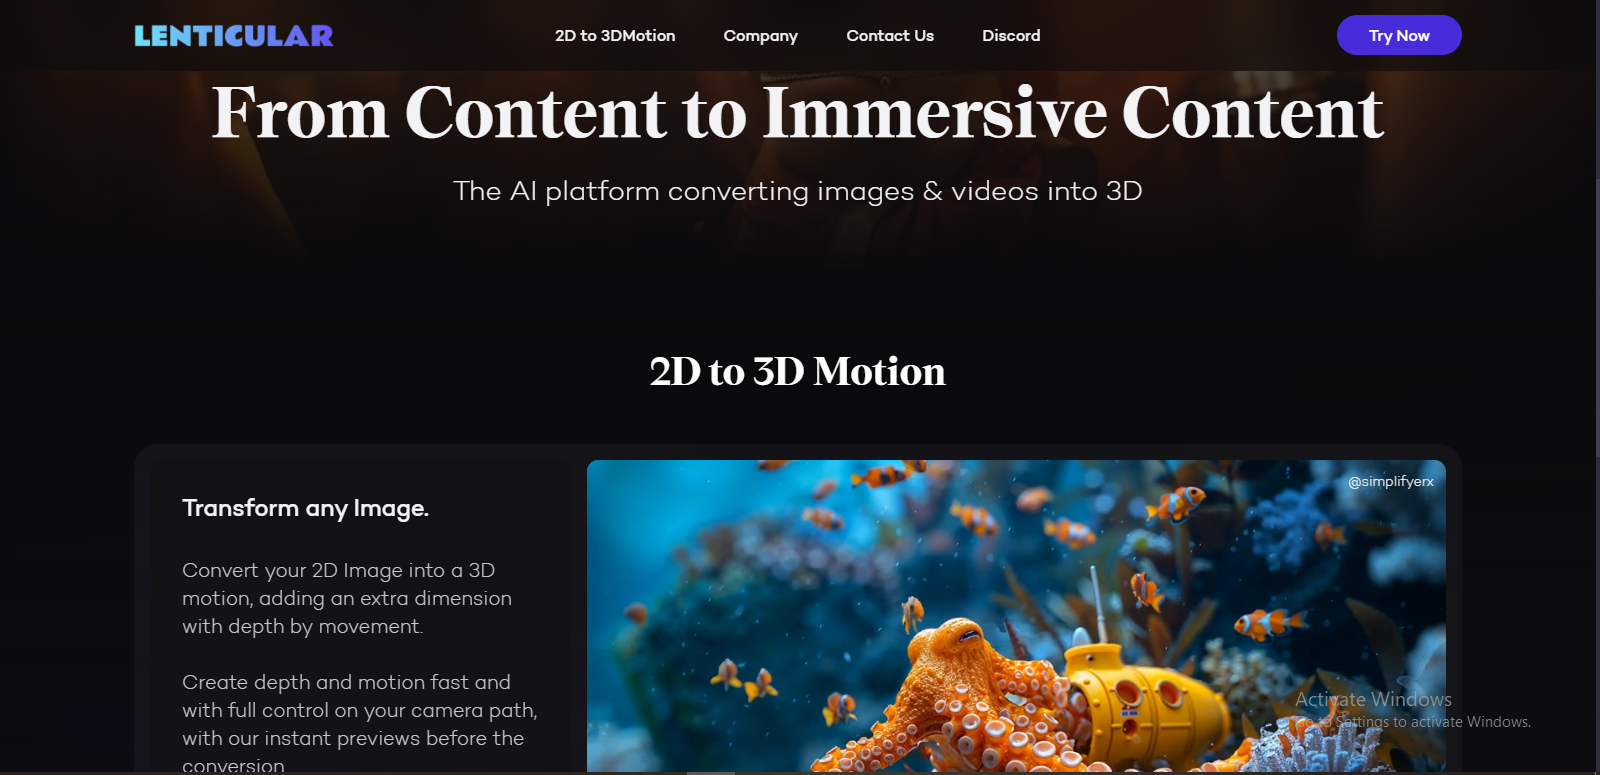 LENTICULAR
2D to 3DMotion
Company
Contact Us
Discord
Try Now
From Content to Immersive Content
The AI platform converting images & videos into 3D
2D to 3D Motion
Transform any Image.
Convert your 2D Image into a 3D
motion, adding an extra dimension
with depth by movement.
Create depth and motion fast and
with full control on your camera path,
with our instant previews before the
conversion
@simplifyerx
Activate Windows
Go to Settings to activate Windows.